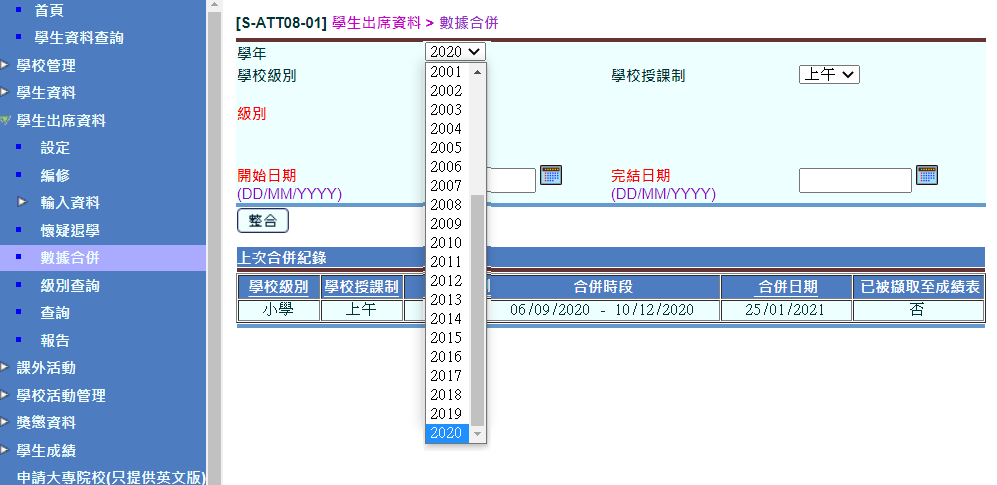 首頁
學生資料查詢
學校管理
學生資料
學生出席資料
設定
編修
輸入資料
懷疑退學
數據合併
級別查詢
查詢
報告
課外活動
學校活動管理
獎懲資料
學生成績
申請大專院校(只提供英文版)
[S-ATT08-01] 學生出席資料 > 數據合併
學年 2020
學校級別 學校授課制 上午
級別
開始日期 完結日期
(DD/MM/YYYY) (DD/MM/YYYY)
整合
2001
2002
2003
2004
2005
2006
2007
2008
2009
2010
2011
2012
2013
2014
2015
2016
2017
2018
2019
2020
上次合併紀錄
學校級別 學校授課制 合併時段 合併日期 已被擷取至成績表
小學 上午 06/09/2020 - 10/12/2020 25/01/2021 否